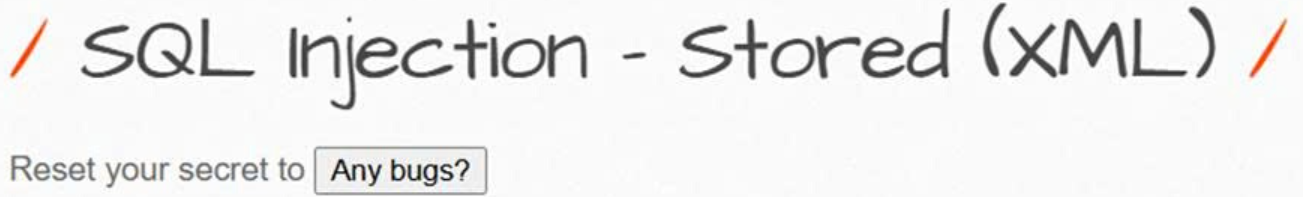 / SQL Injection - Stored (XML) /
Reset your secret to Any bugs?